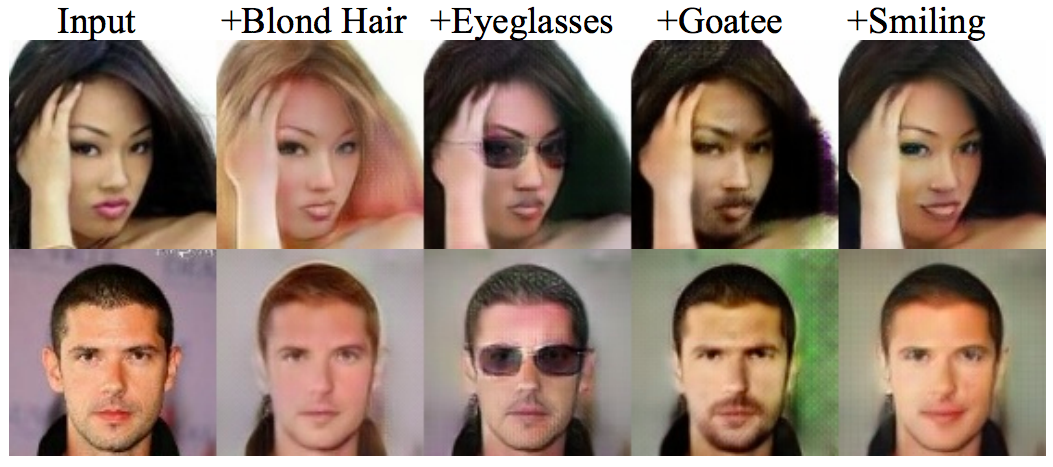 Input +Blond Hair +Eyeglasses +Goatee +Smiling